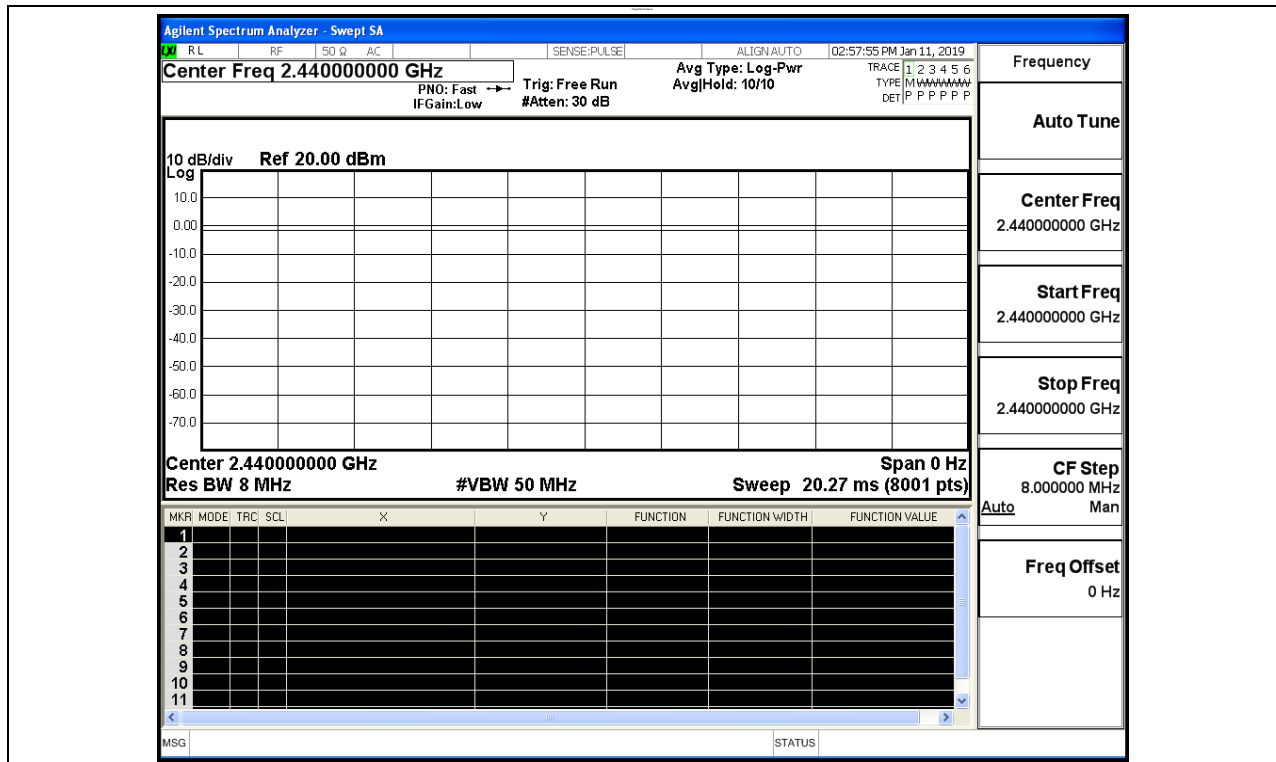 Agilent Spectrum Analyzer - Swept SA
LXI RL RF 50 Ω AC SENSE:PULSE ALIGN AUTO 02:57:55 PM Jan 11, 2019
Center Freq 2.440000000 GHz
PNO: Fast
IFGain:Low
Trig: Free Run
#Atten: 30 dB
Avg Type: Log-Pwr
Avg|Hold: 10/10
TRACE 1 2 3 4 5 6
TYPE M WWWWW
DET P P P P P P
10 dB/div Ref 20.00 dBm
Log
10.0
0.00
-10.0
-20.0
-30.0
-40.0
-50.0
-60.0
-70.0
Center 2.440000000 GHz Span 0 Hz
Res BW 8 MHz #VBW 50 MHz Sweep 20.27 ms (8001 pts)
MKR MODE TRC SCL X Y FUNCTION FUNCTION WIDTH FUNCTION VALUE
1
2
3
4
5
6
7
8
9
10
11
MSG STATUS
Frequency
Auto Tune
Center Freq
2.440000000 GHz
Start Freq
2.440000000 GHz
Stop Freq
2.440000000 GHz
CF Step
8.000000 MHz
Auto Man
Freq Offset
0 Hz